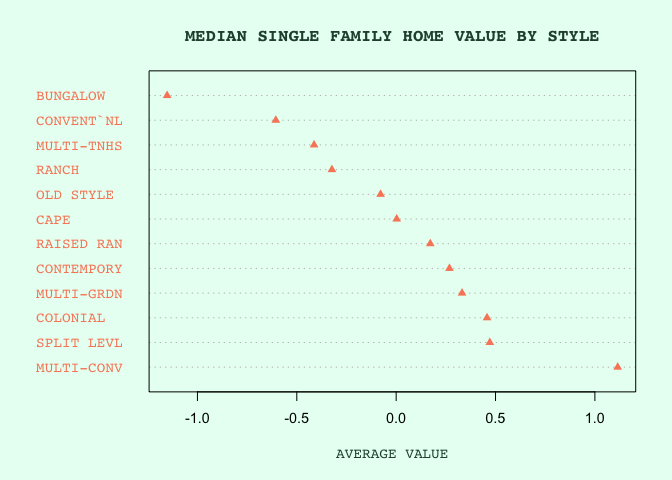 MEDIAN SINGLE FAMILY HOME VALUE BY STYLE
BUNGALOW
CONVENT`NL
MULTI-TNHS
RANCH
OLD STYLE
CAPE
RAISED RAN
CONTEMPORY
MULTI-GRDN
COLONIAL
SPLIT LEVL
MULTI-CONV
-1.0 -0.5 0.0 0.5 1.0
AVERAGE VALUE